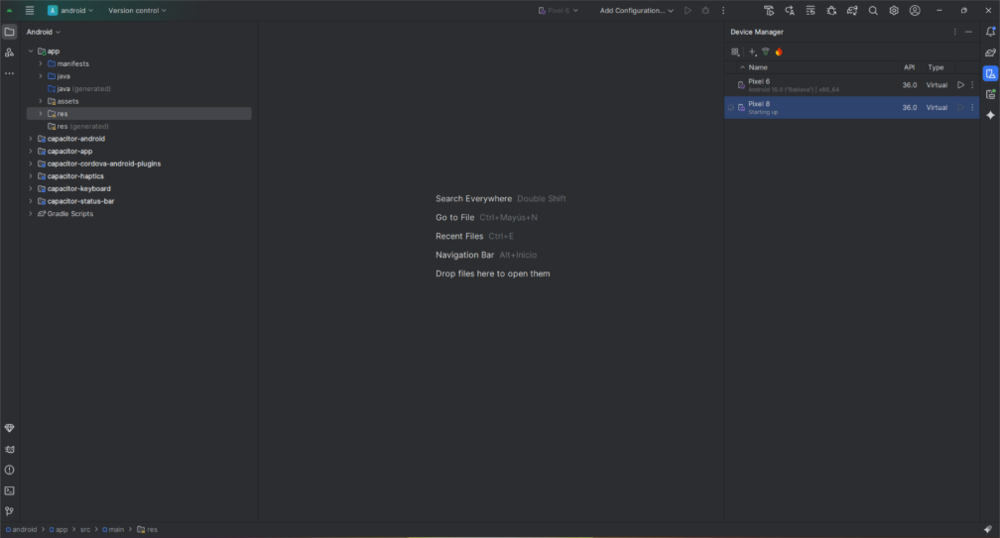 A android Version control Pixel 6 Add Configuration...
Android
app
manifests
java
java (generated)
assets
res
res (generated)
capacitor-android
capacitor-app
capacitor-cordova-android-plugins
capacitor-haptics
capacitor-keyboard
capacitor-status-bar
Gradle Scripts
Search Everywhere Double Shift
Go to File Ctrl+Mayús+N
Recent Files Ctrl+E
Navigation Bar Alt+Inicio
Drop files here to open them
Device Manager
Name API Type
Pixel 6 36.0 Virtual
Android 16.0 ("Baklava") | x86_64
Pixel 8 36.0 Virtual
Starting up
android > app > src > main > res